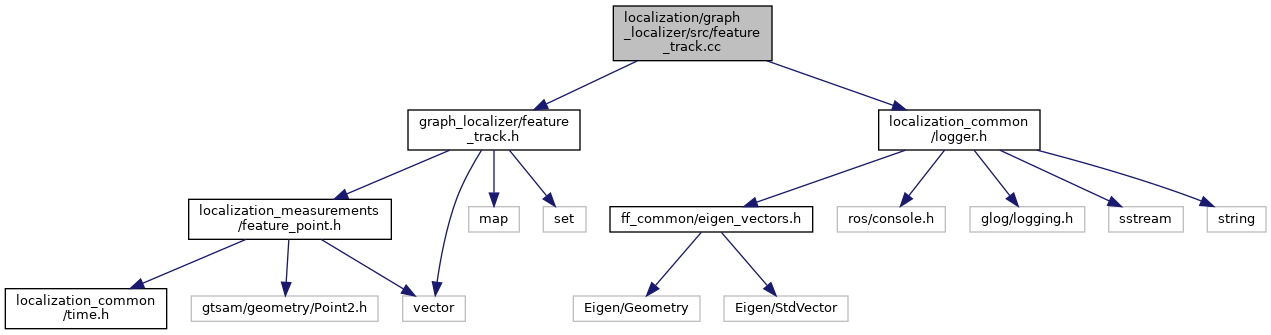 localization/graph
_localizer/src/feature
_track.cc
graph_localizer/feature
_track.h
localization_common
/logger.h
localization_measurements
/feature_point.h
map
set
ff_common/eigen_vectors.h
ros/console.h
glog/logging.h
sstream
string
localization_common
/time.h
gtsam/geometry/Point2.h
vector
Eigen/Geometry
Eigen/StdVector